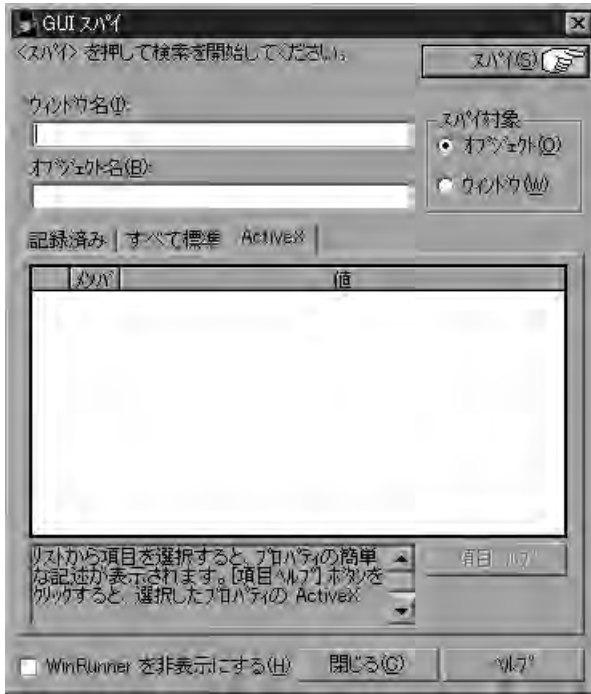 GUI スパイ
<スパイ> を押して検索を開始してください。
スパイ(S)
ウィンドウ名(I):
スパイ対象
オブジェクト(O)
オブジェクト名(B):
ウィンドウ(W)
記録済み すべて標準 ActiveX
メンバ 値
リストから項目を選択すると、プロパティの簡単
な記述が表示されます。[項目ヘルプ] ボタンを
クリックすると、選択したプロパティの ActiveX
項目ヘルプ
WinRunner を非表示にする(H)
閉じる(C)
ヘルプ